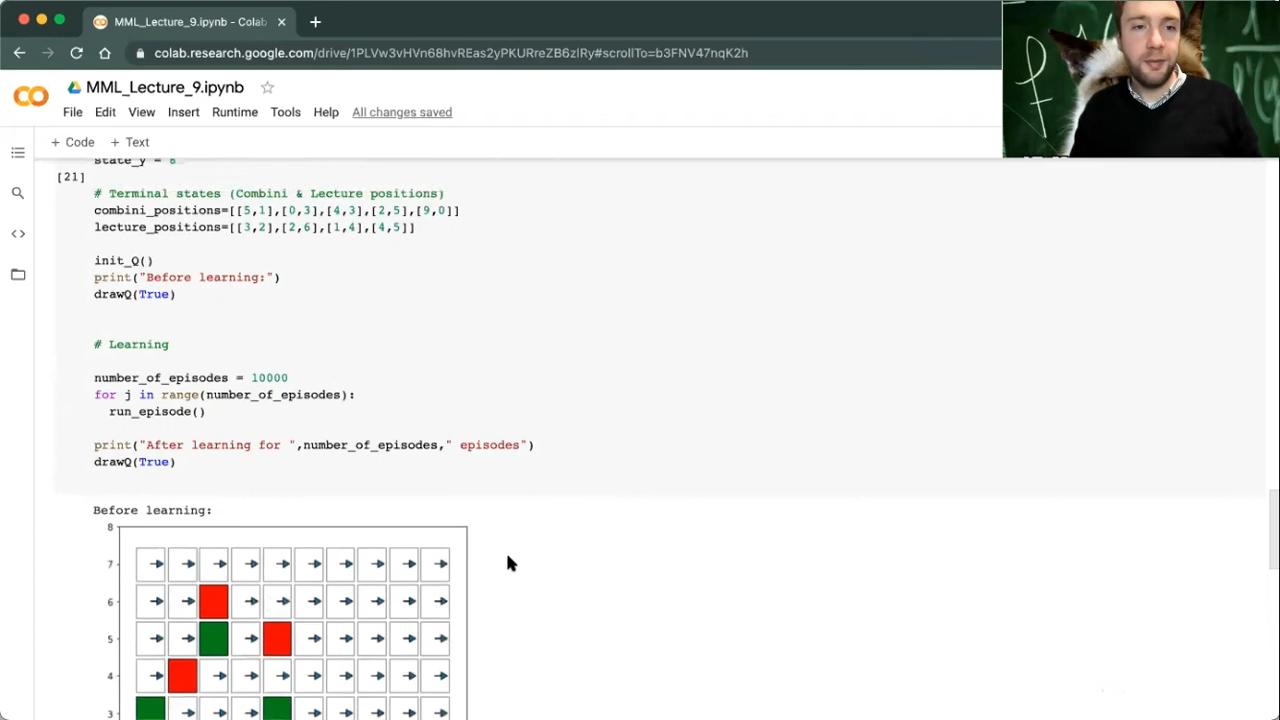 MML_Lecture_9.ipynb - Colab
colab.research.google.com/drive/1PLVw3vHVn68hvREas2yPKURreZB6zlRy#scrollTo=b3FNV47nqK2h
MML_Lecture_9.ipynb
File Edit View Insert Runtime Tools Help All changes saved
+ Code + Text
[21]
# Terminal states (Combini & Lecture positions)
combini_positions=[[5,1],[0,3],[4,3],[2,5],[9,0]]
lecture_positions=[[3,2],[2,6],[1,4],[4,5]]
init_Q()
print("Before learning:")
drawQ(True)
# Learning
number_of_episodes = 10000
for j in range(number_of_episodes):
run_episode()
print("After learning for ",number_of_episodes," episodes")
drawQ(True)
Before learning:
8
7
6
5
4
3